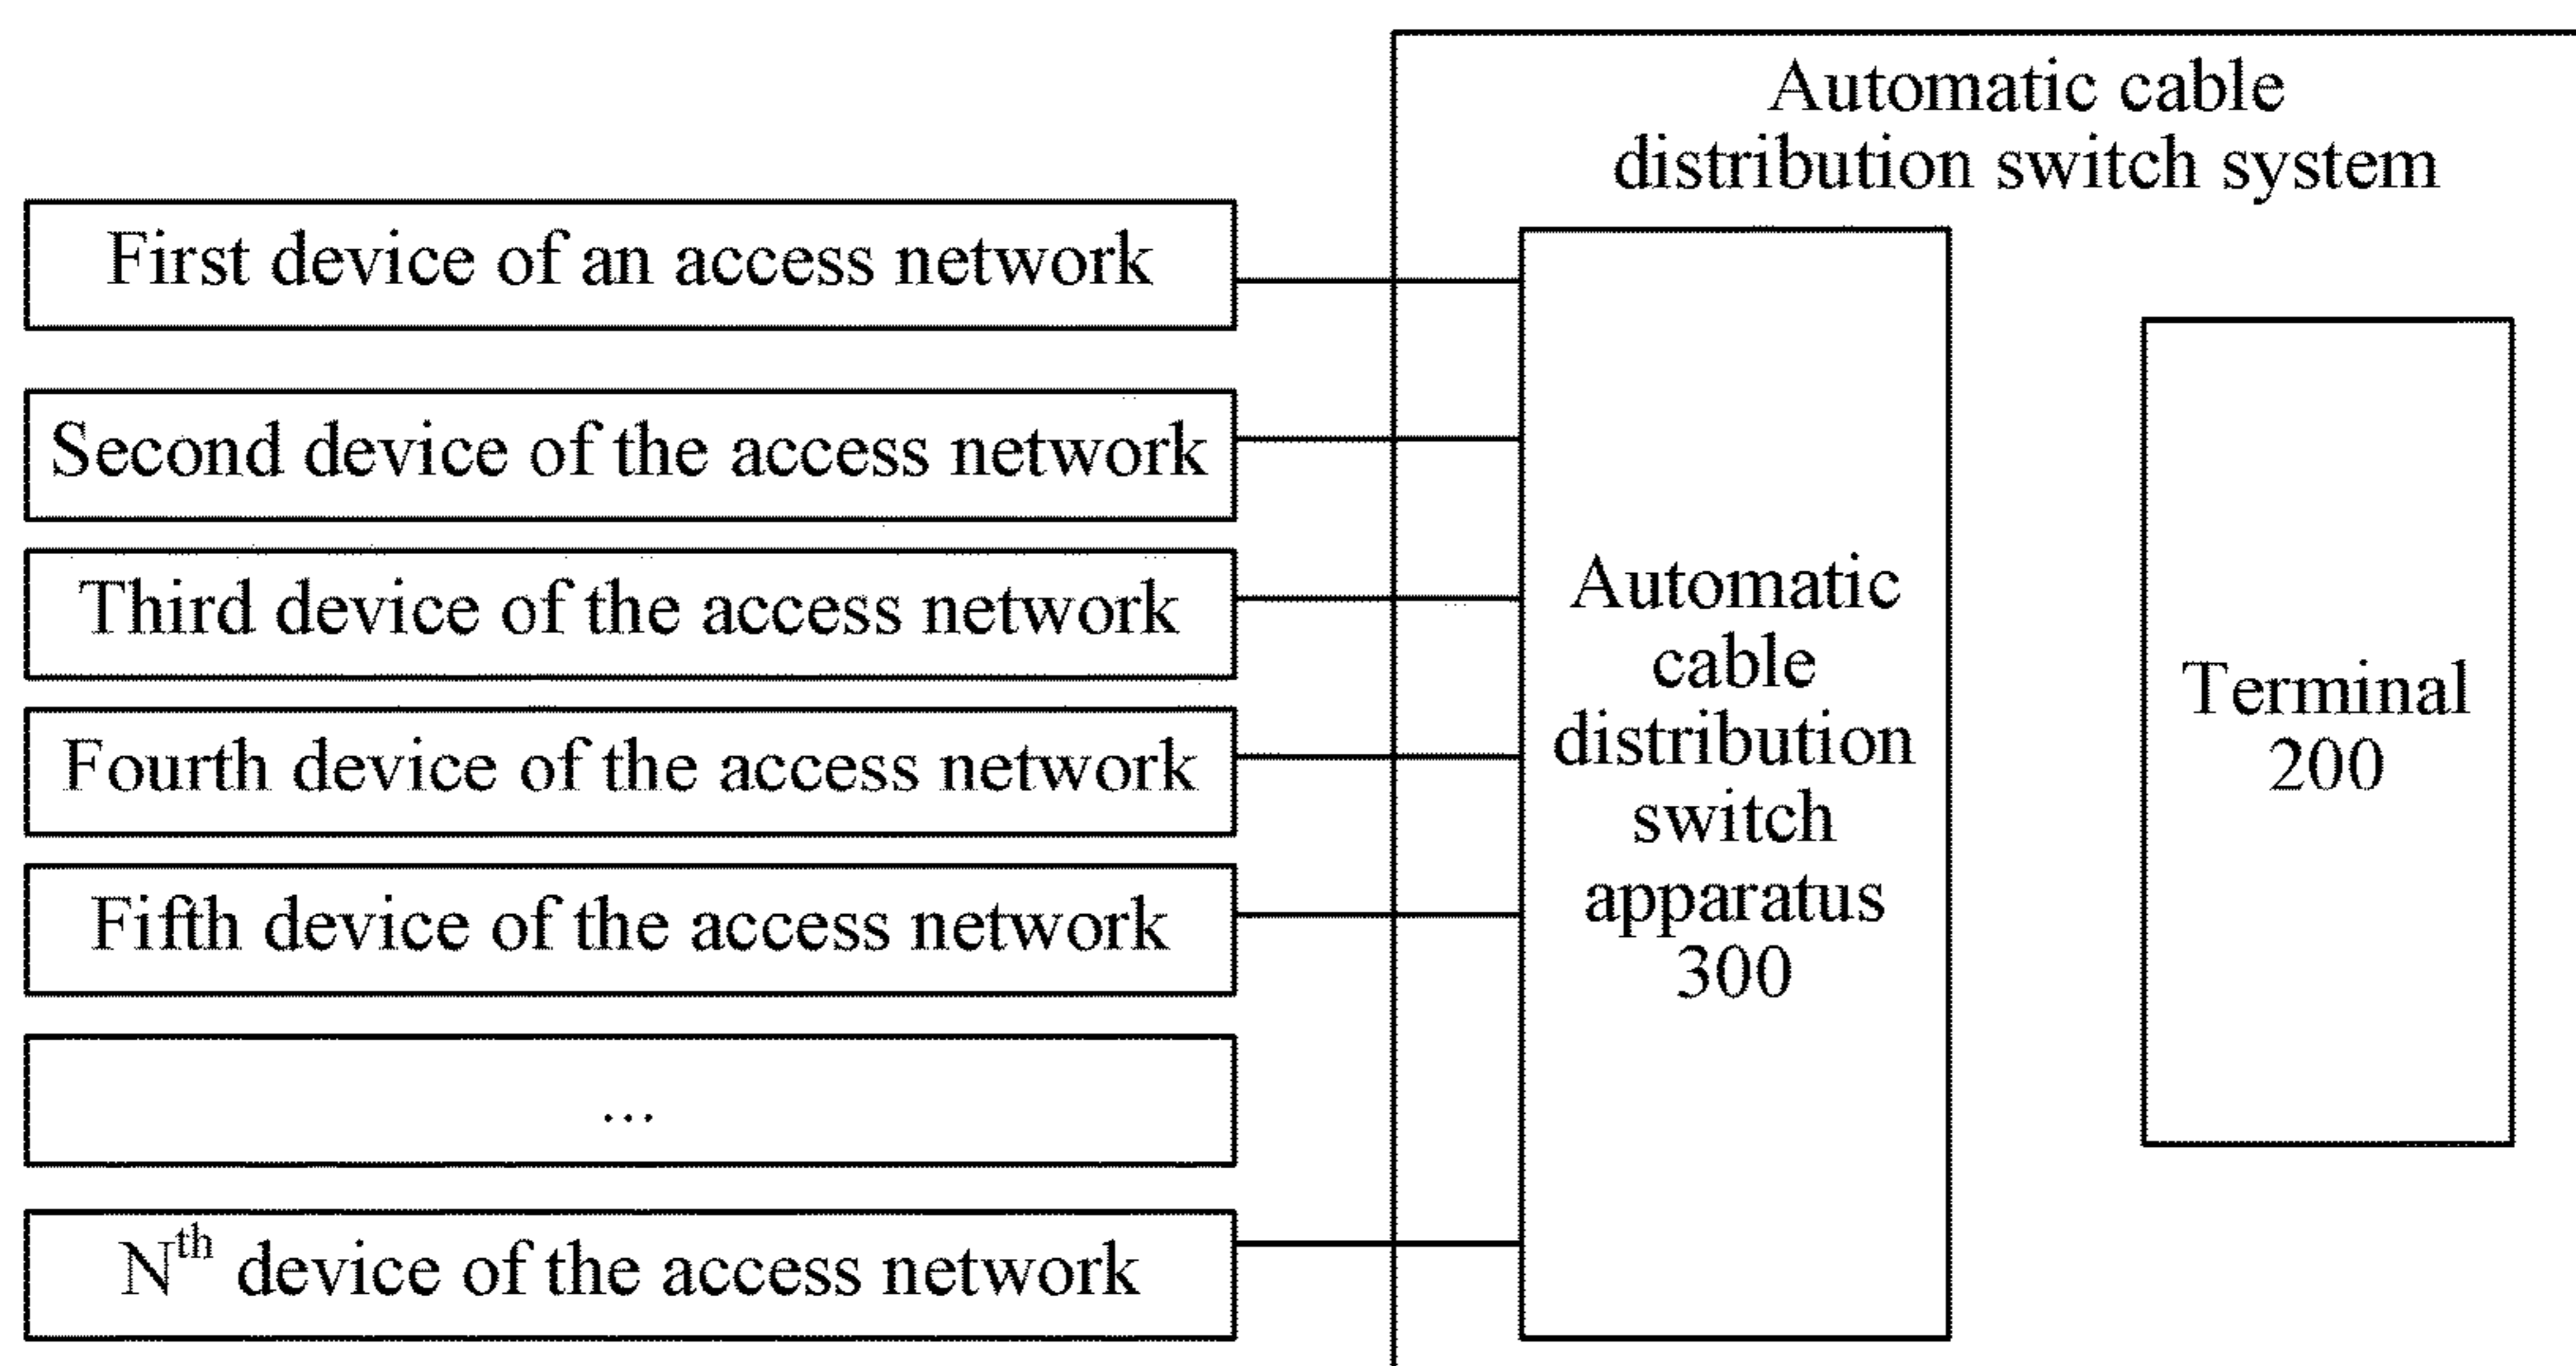 Automatic cable
distribution switch system
First device of an access network
Second device of the access network
Third device of the access network
Fourth device of the access network
Fifth device of the access network
...
Nth device of the access network
Automatic
cable
distribution
switch
apparatus
300
Terminal
200